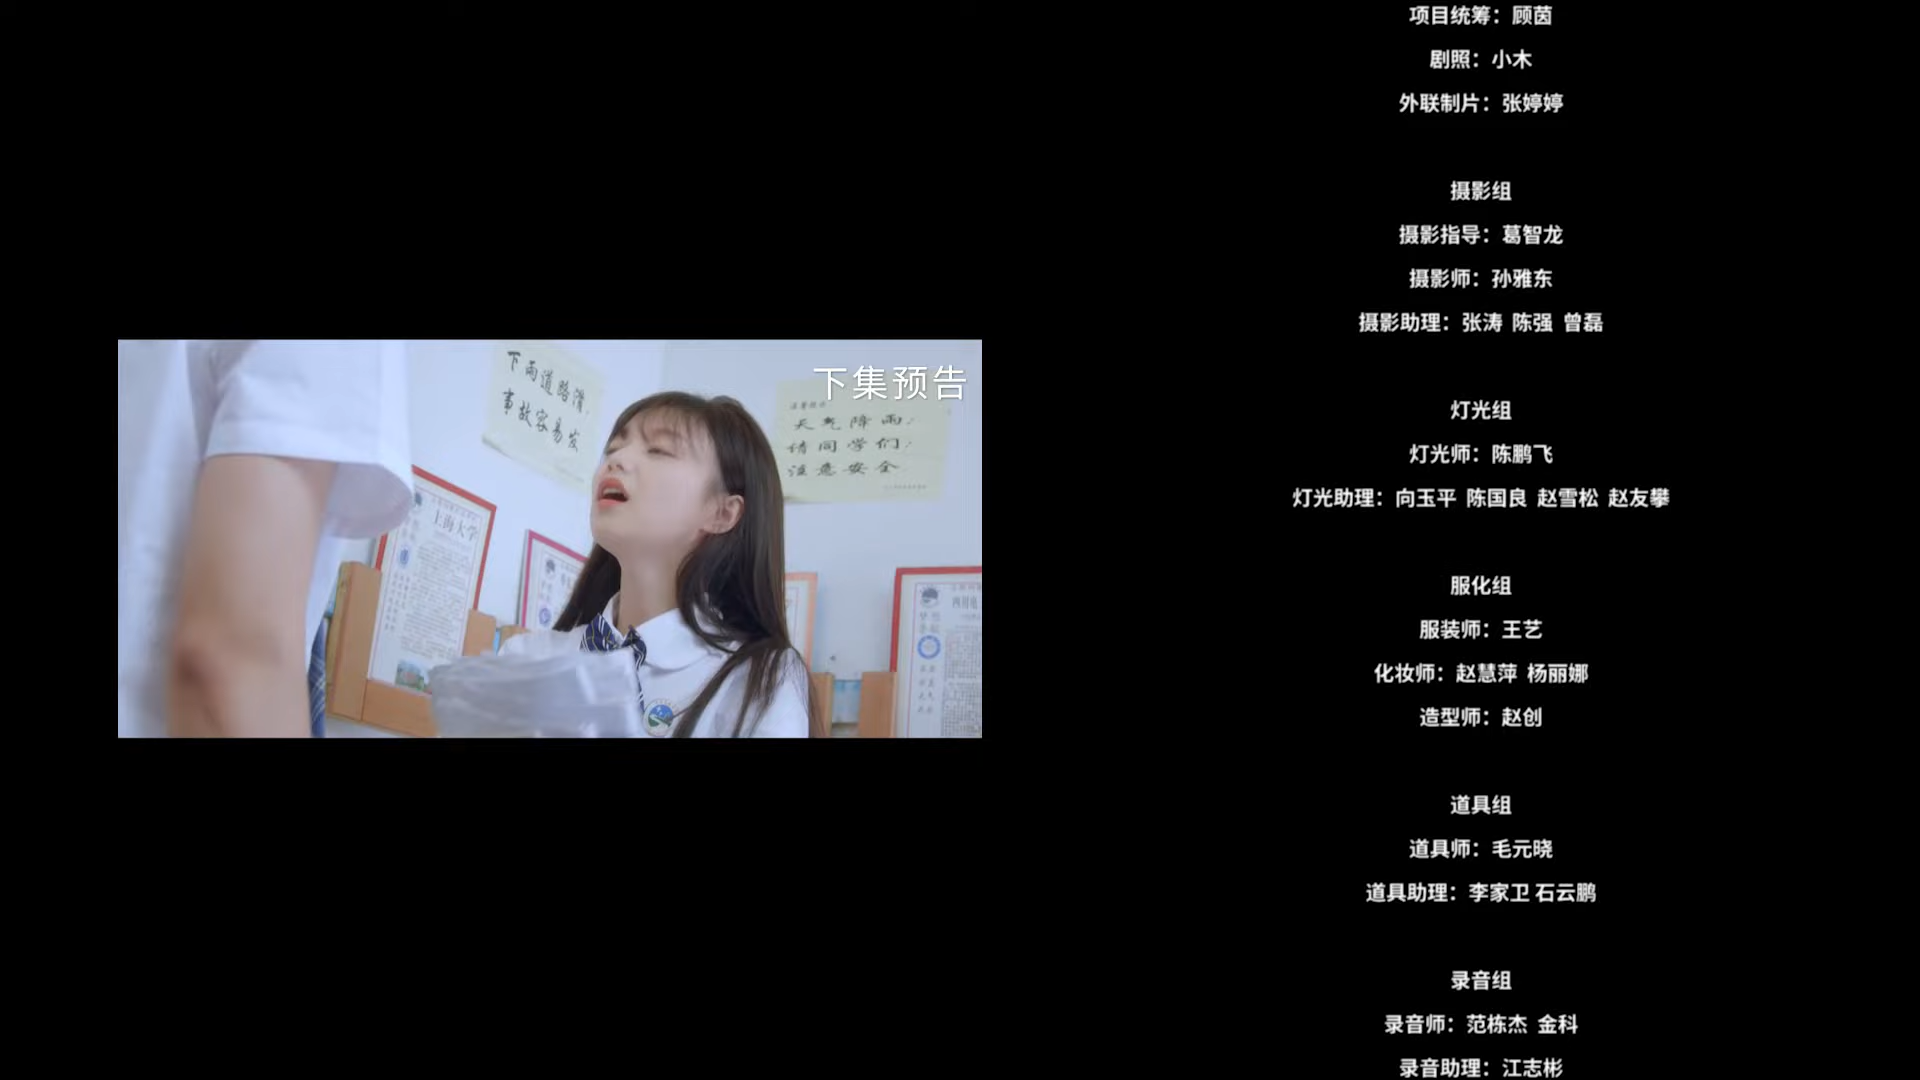 下集预告
下雨道路滑，
事故容易发
温馨提示
天气降雨：
请同学们：
注意安全
上海大学
项目统筹：顾茵
剧照：小木
外联制片：张婷婷
摄影组
摄影指导：葛智龙
摄影师：孙雅东
摄影助理：张涛 陈强 曾磊
灯光组
灯光师：陈鹏飞
灯光助理：向玉平 陈国良 赵雪松 赵友攀
服化组
服装师：王艺
化妆师：赵慧萍 杨丽娜
造型师：赵创
道具组
道具师：毛元晓
道具助理：李家卫 石云鹏
录音组
录音师：范栋杰 金科
录音助理：江志彬